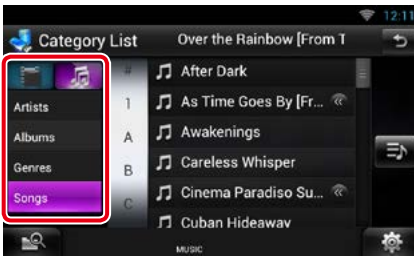 12:11
Category List
Over the Rainbow [From T
Artists
Albums
Genres
Songs
#
1
A
B
C
After Dark
As Time Goes By [Fr...
Awakenings
Careless Whisper
Cinema Paradiso Su...
Cuban Hideaway
MUSIC